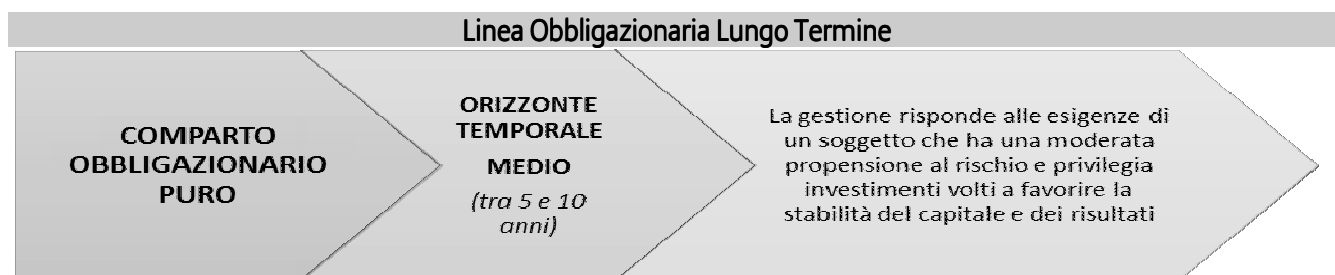 Linea Obbligazionaria Lungo Termine
COMPARTO
OBBLIGAZIONARIO
PURO
ORIZZONTE
TEMPORALE
MEDIO
(tra 5 e 10
anni)
La gestione risponde alle esigenze di
un soggetto che ha una moderata
propensione al rischio e privilegia
investimenti volti a favorire la
stabilità del capitale e dei risultati